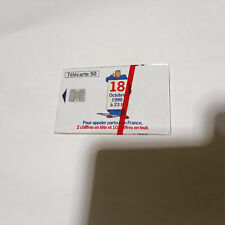 Télécarte 50
18
Octobre
1996
à 23 h
Pour appeler partout en France,
2 chiffres en tête et 10 chiffres en tout.